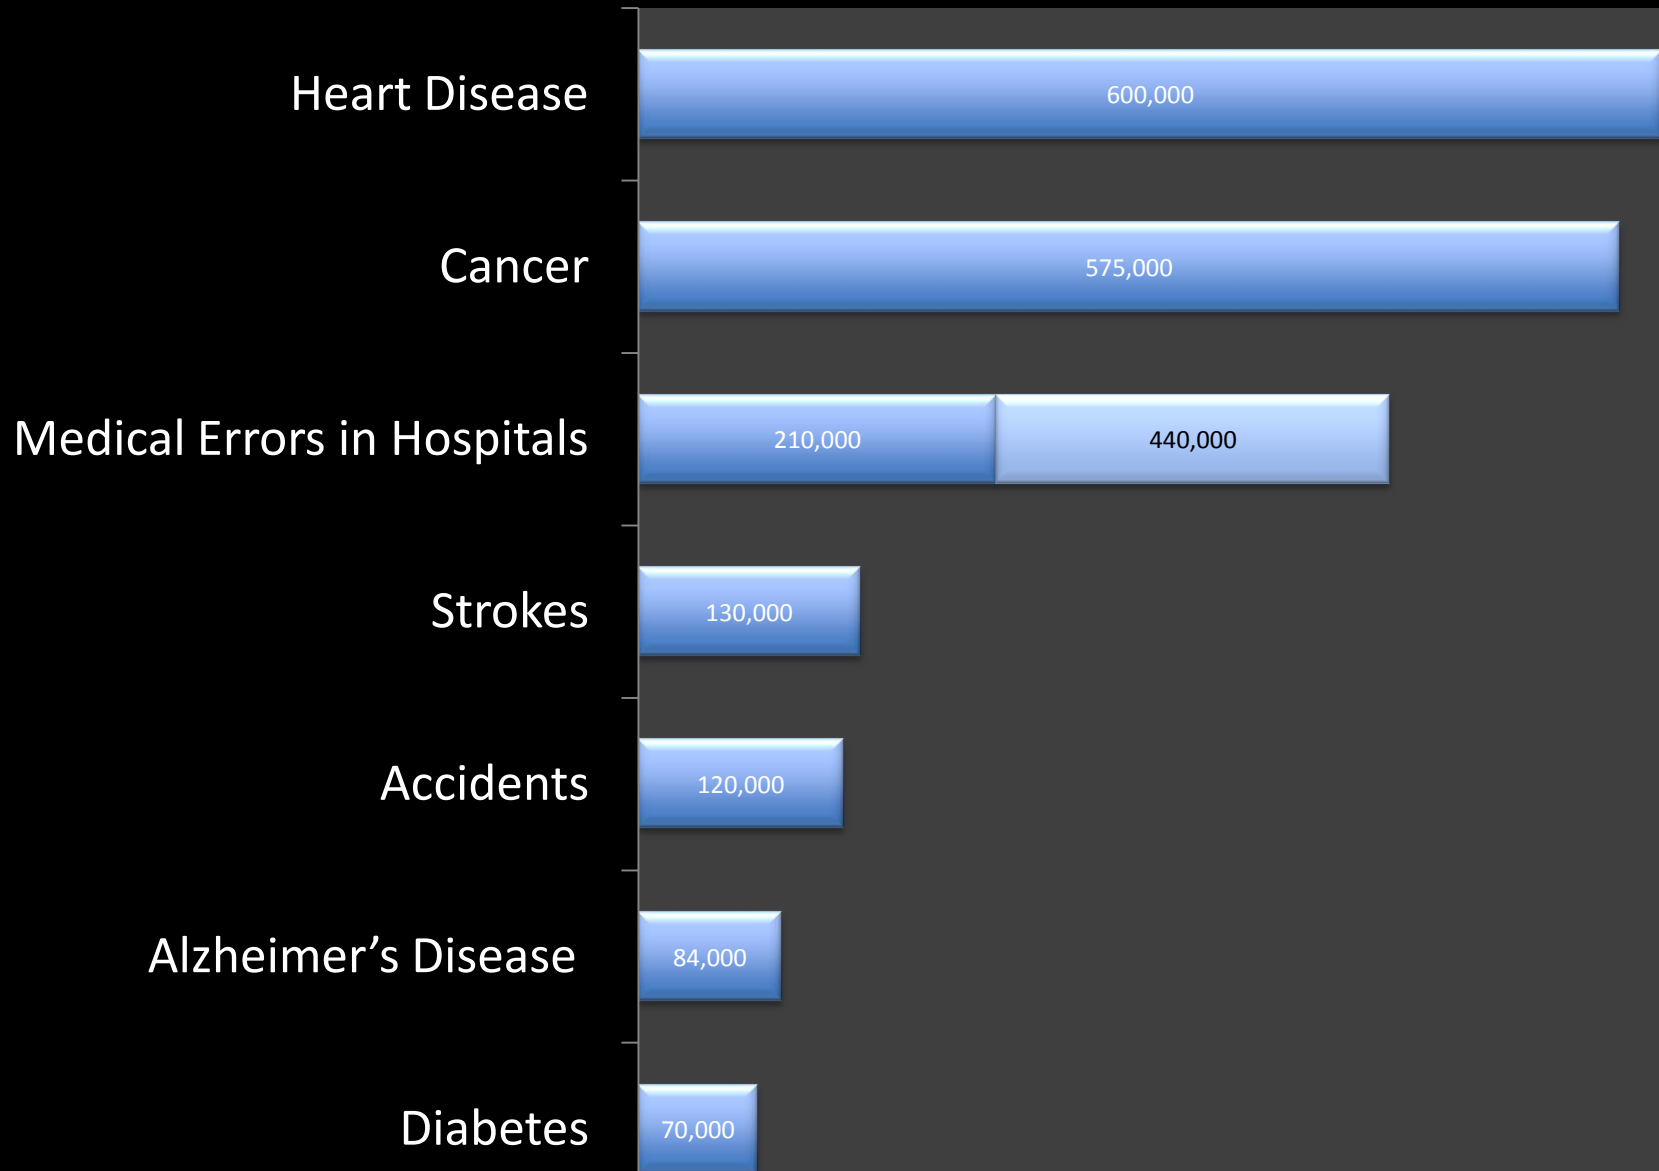 Heart Disease 600,000
Cancer 575,000
Medical Errors in Hospitals 210,000 440,000
Strokes 130,000
Accidents 120,000
Alzheimer’s Disease 84,000
Diabetes 70,000